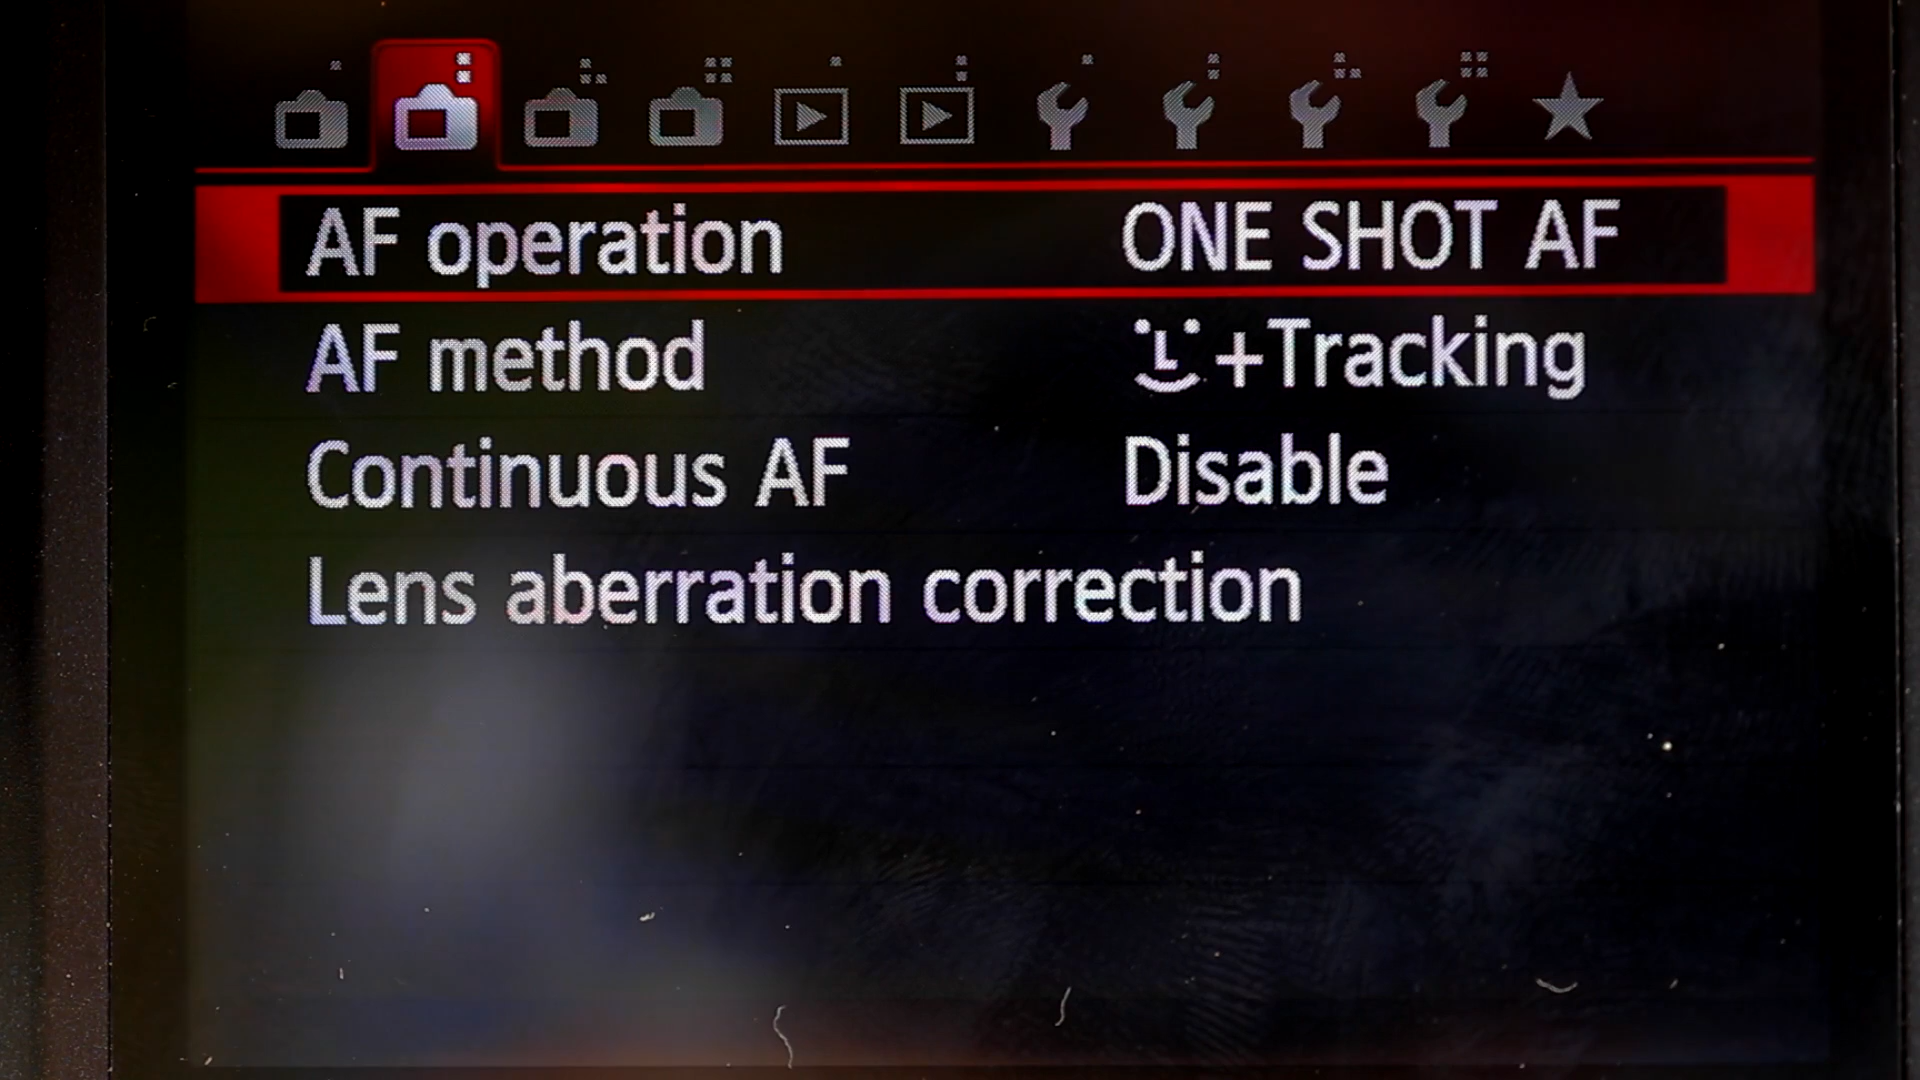 AF operation ONE SHOT AF
AF method +Tracking
Continuous AF Disable
Lens aberration correction